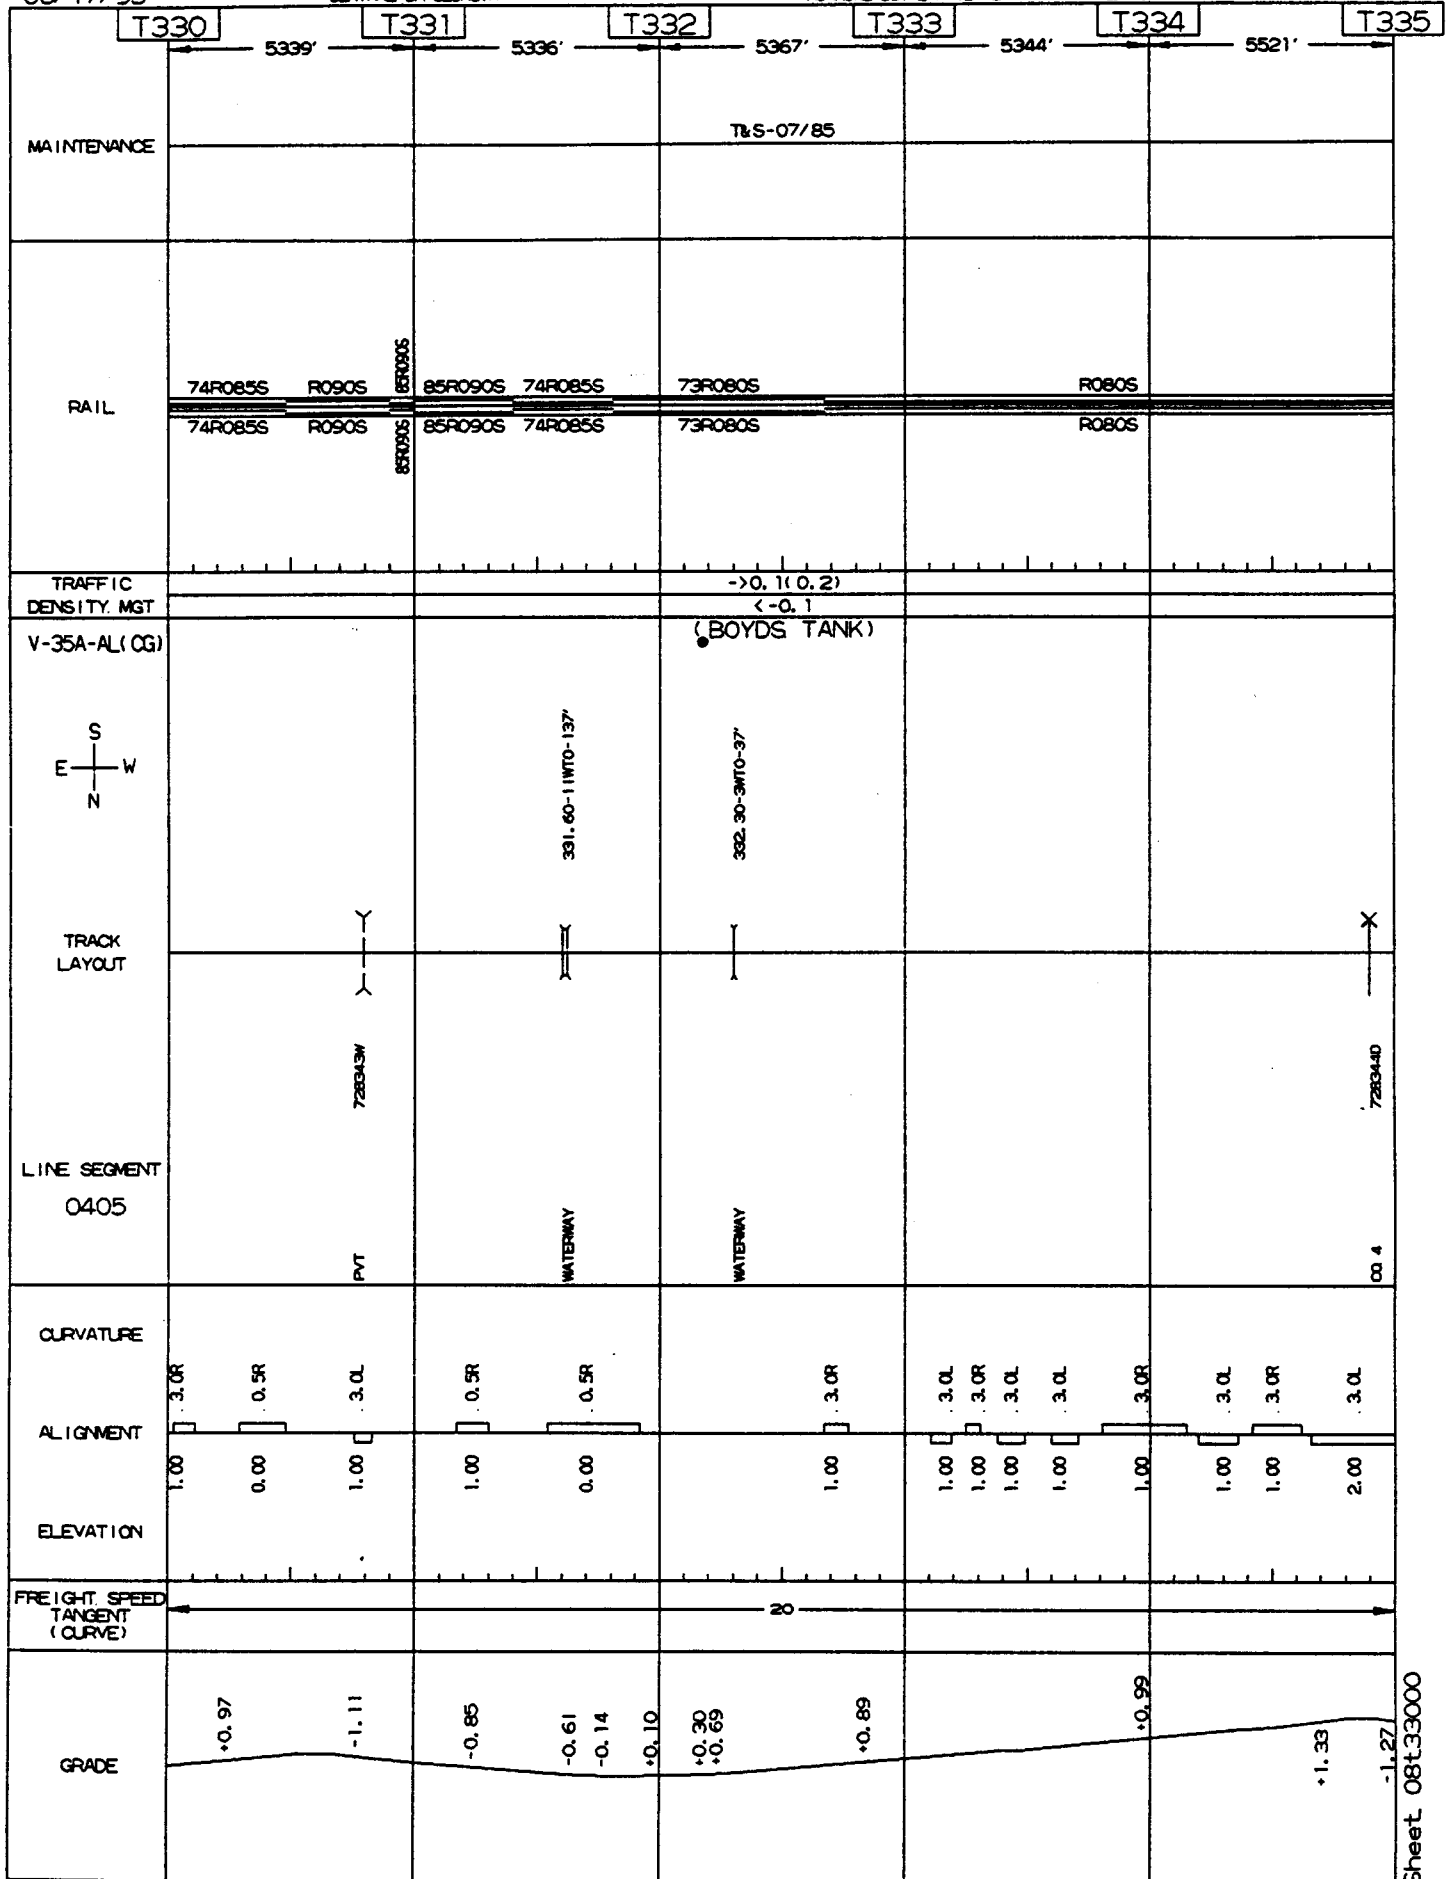 T330 T331 T332 T333 T334 T335
5339' 5336' 5367' 5344' 5521'
MAINTENANCE
T&S-07/85
RAIL
74R085S R090S 85R090S 85R090S 74R085S 73R080S R080S
74R085S R090S 85R090S 85R090S 74R085S 73R080S R080S
TRAFFIC
DENSITY. MGT
->0.1(0.2)
<-0.1
V-35A-AL(CG)
(BOYDS TANK)
S
E W
N
331.60-11WTO-137'
332.30-3WTO-37'
TRACK
LAYOUT
728343W
728344D
LINE SEGMENT
0405
PVT
WATERWAY
WATERWAY
CO. 4
CURVATURE
3.0R 0.5R 3.0L 0.5R 0.5R 3.0R 3.0L 3.0R 3.0L 3.0L 3.0R 3.0L 3.0R 3.0L
ALIGNMENT
1.00 0.00 1.00 1.00 0.00 1.00 1.00 1.00 1.00 1.00 1.00 1.00 1.00 2.00
ELEVATION
FREIGHT. SPEED
TANGENT
(CURVE)
20
GRADE
+0.97 -1.11 -0.85 -0.61 -0.14 +0.10 +0.30 +0.69 +0.89 +0.99 +1.33 -1.27
Sheet 08t33000